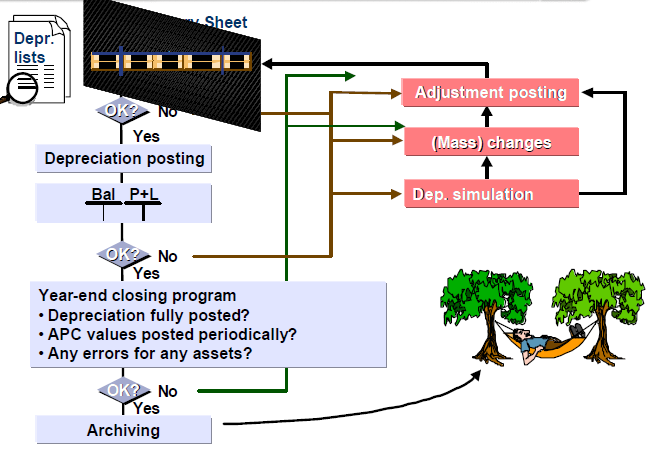 Sheet
Depr.
lists
OK? No
Yes
Depreciation posting
Bal P+L
OK? No
Yes
Year-end closing program
• Depreciation fully posted?
• APC values posted periodically?
• Any errors for any assets?
OK? No
Yes
Archiving
Adjustment posting
(Mass) changes
Dep. simulation